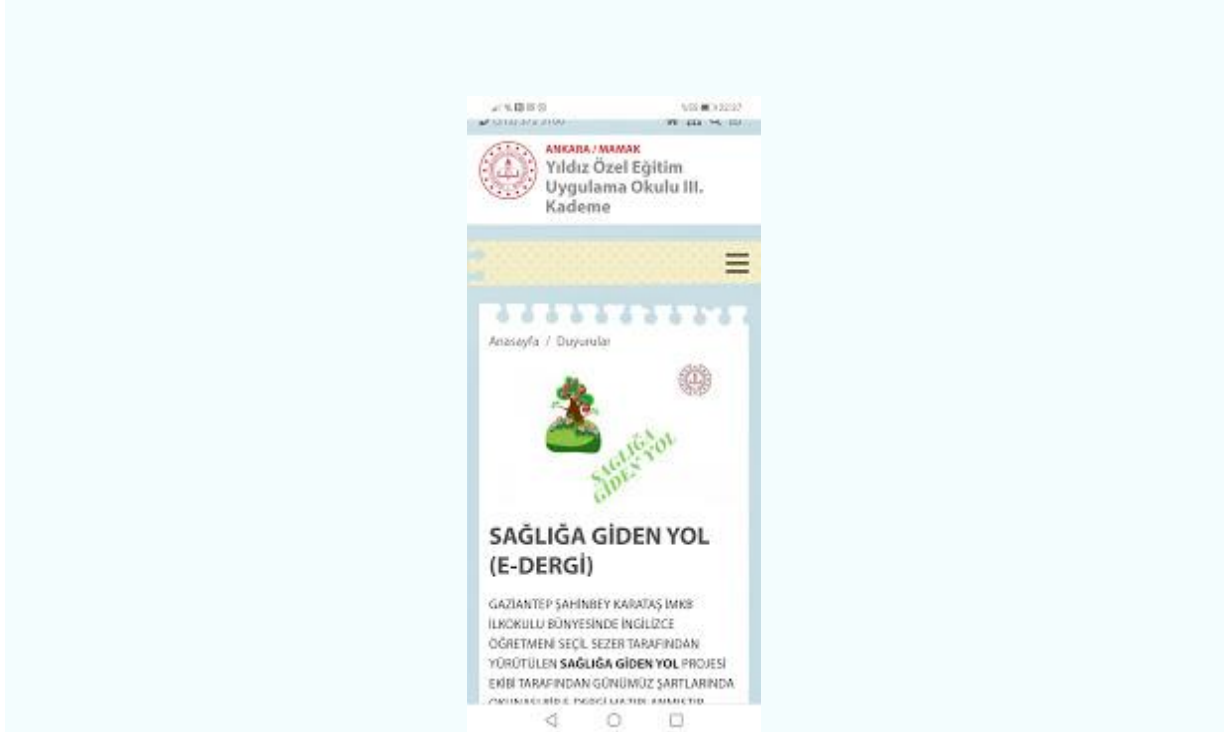 22:37
ANKARA / MAMAK
Yıldız Özel Eğitim
Uygulama Okulu III.
Kademe
Anasayfa / Duyurular
SAĞLIĞA
GİDEN YOL
SAĞLIĞA GİDEN YOL
(E-DERGİ)
GAZİANTEP ŞAHİNBEY KARATAŞ İMKB
İLKOKULU BÜNYESİNDE İNGİLİZCE
ÖĞRETMENİ SEÇİL SEZER TARAFINDAN
YÜRÜTÜLEN SAĞLIĞA GİDEN YOL PROJESİ
EKİBİ TARAFINDAN GÜNÜMÜZ ŞARTLARINDA